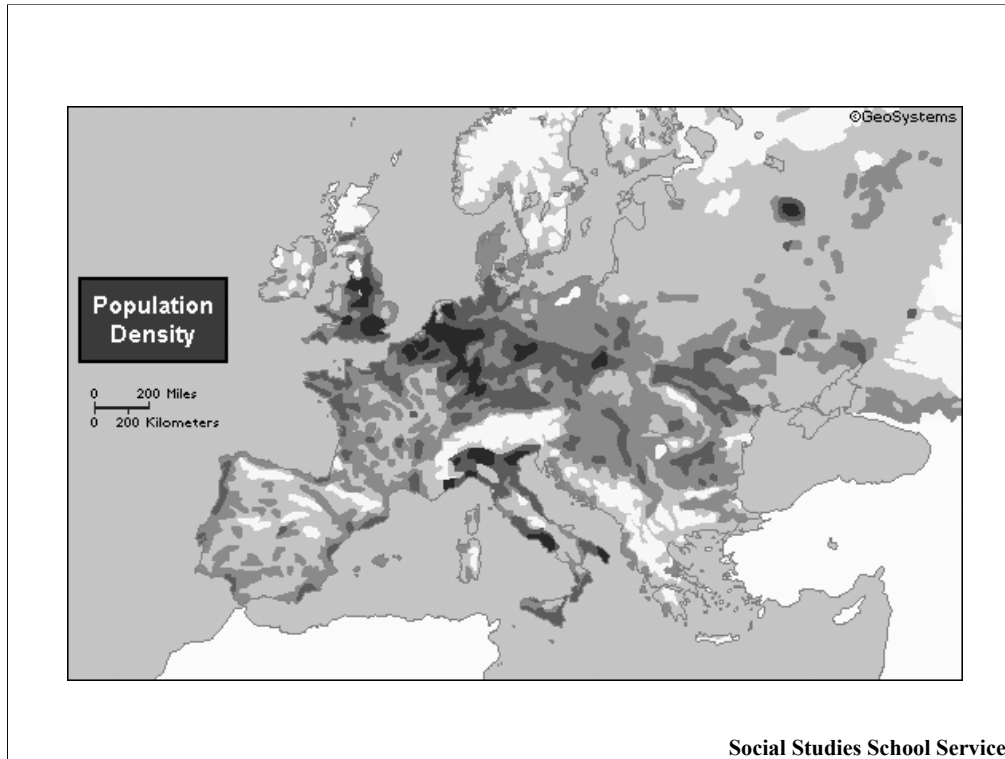 ©GeoSystems
Population
Density
0 200 Miles
0 200 Kilometers
Social Studies School Service